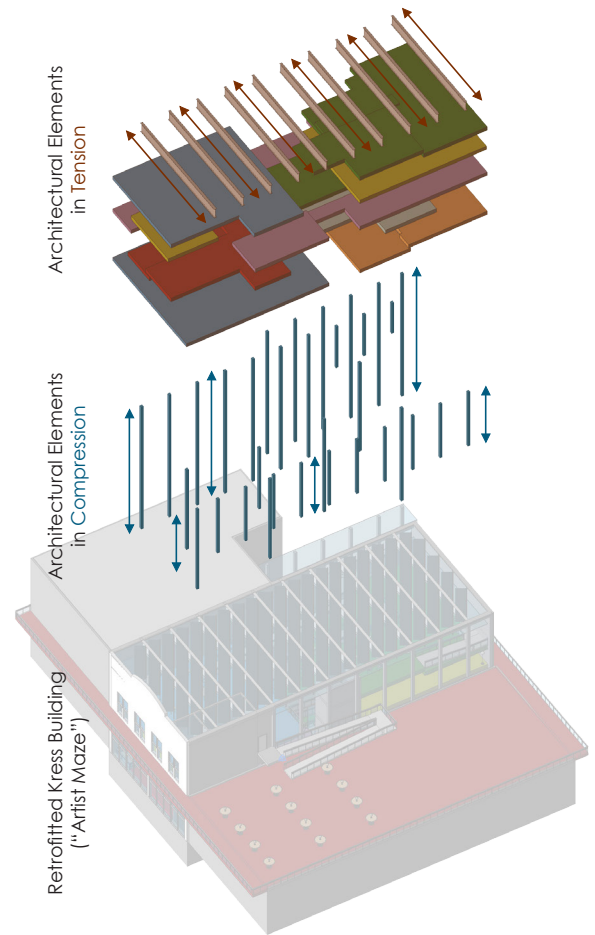 Architectural Elements
in Tension
Architectural Elements
in Compression
Retrofitted Kress Building
(“Artist Maze”)